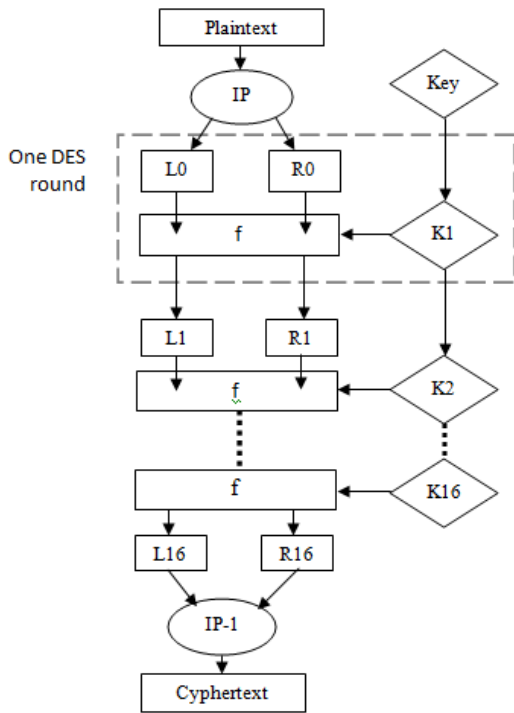 Plaintext
IP
Key
One DES
round
L0
R0
f
K1
L1
R1
f
K2
f
K16
L16
R16
IP-1
Cyphertext